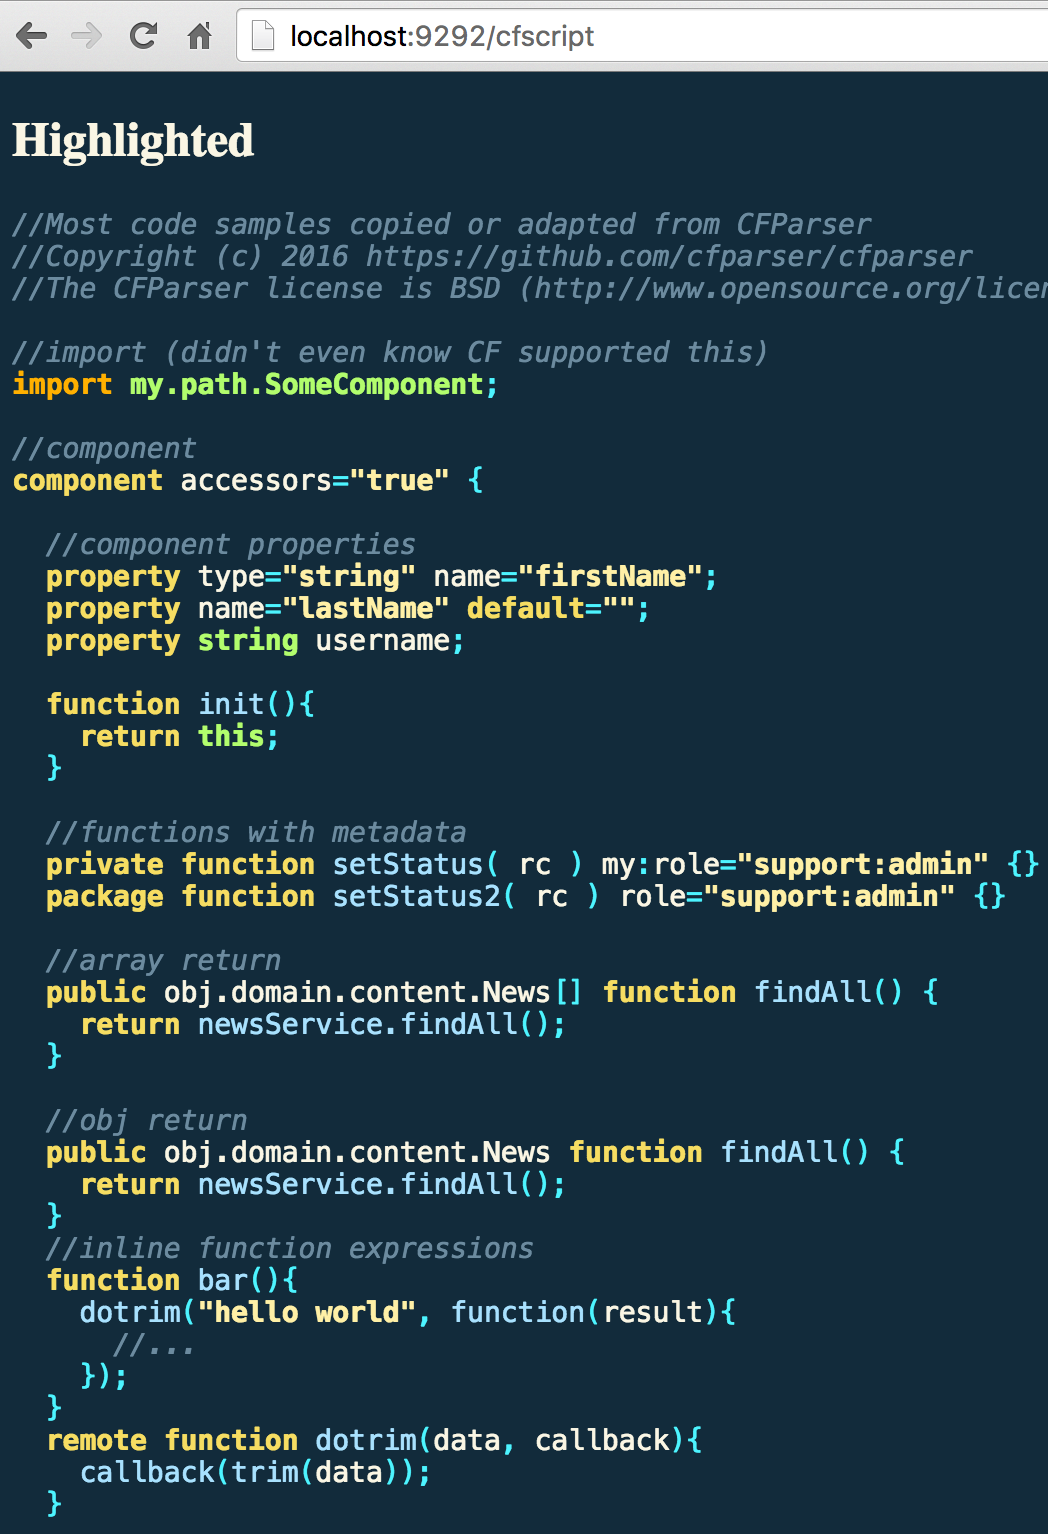 localhost:9292/cfscript
Highlighted
//Most code samples copied or adapted from CFParser
//Copyright (c) 2016 https://github.com/cfparser/cfparser
//The CFParser license is BSD (http://www.opensource.org/licen
//import (didn't even know CF supported this)
import my.path.SomeComponent;
//component
component accessors="true" {
  //component properties
  property type="string" name="firstName";
  property name="lastName" default="";
  property string username;
  function init(){
    return this;
  }
  //functions with metadata
  private function setStatus( rc ) my:role="support:admin" {}
  package function setStatus2( rc ) role="support:admin" {}
  //array return
  public obj.domain.content.News[] function findAll() {
    return newsService.findAll();
  }
  //obj return
  public obj.domain.content.News function findAll() {
    return newsService.findAll();
  }
  //inline function expressions
  function bar(){
    dotrim("hello world", function(result){
      //...
    });
  }
  remote function dotrim(data, callback){
    callback(trim(data));
  }